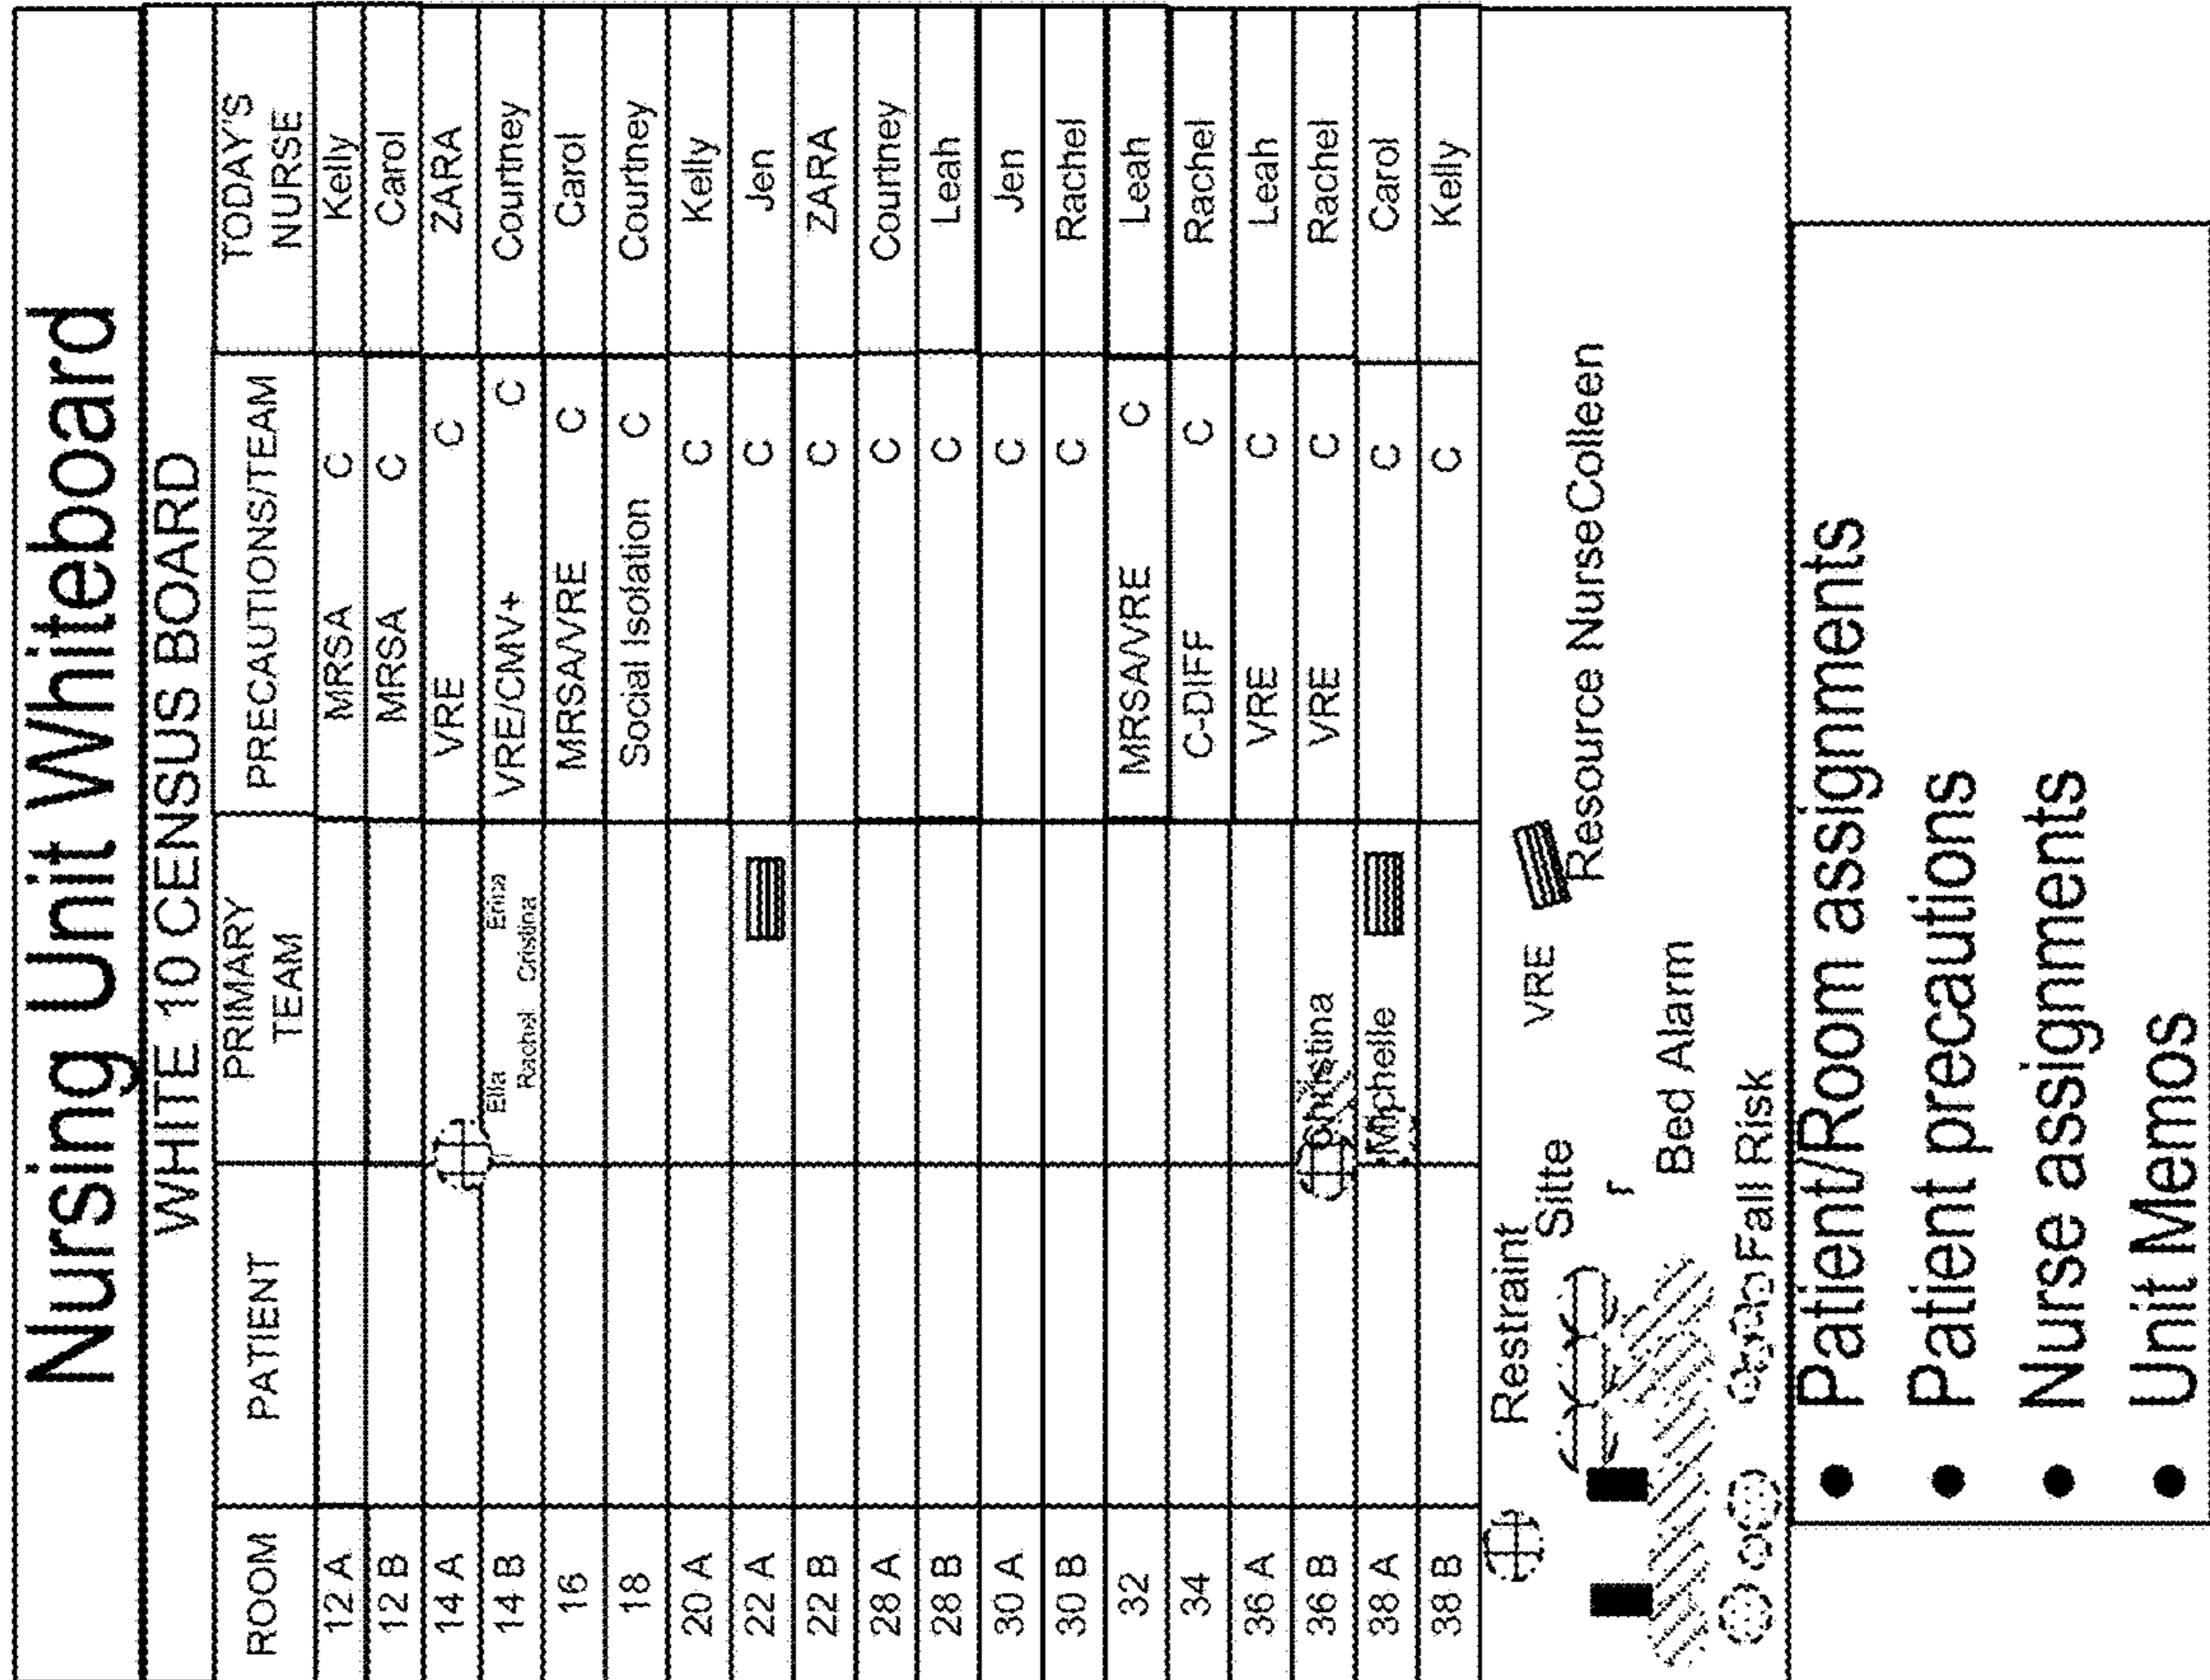 Nursing Unit Whiteboard
WHITE 10 CENSUS BOARD
ROOM PATIENT PRIMARY TEAM PRECAUTIONS/TEAM TODAY'S NURSE
12 A MRSA C Kelly
12 B MRSA C Carol
14 A VRE C ZARA
14 B Ella Erina Rachel Cristina VRE/CMV+ C Courtney
16 MRSA/VRE C Carol
18 Social Isolation C Courtney
20 A C Kelly
22 A C Jen
22 B C ZARA
28 A C Courtney
28 B C Leah
30 A C Jen
30 B C Rachel
32 MRSA/VRE C Leah
34 C-DIFF C Rachel
36 A VRE C Leah
36 B Christina VRE C Rachel
38 A Michelle C Carol
38 B C Kelly
Restraint VRE
Sitte
r
Resource Nurse Colleen
Bed Alarm
Fall Risk
• Patient/Room assignments
• Patient precautions
• Nurse assignments
• Unit Memos